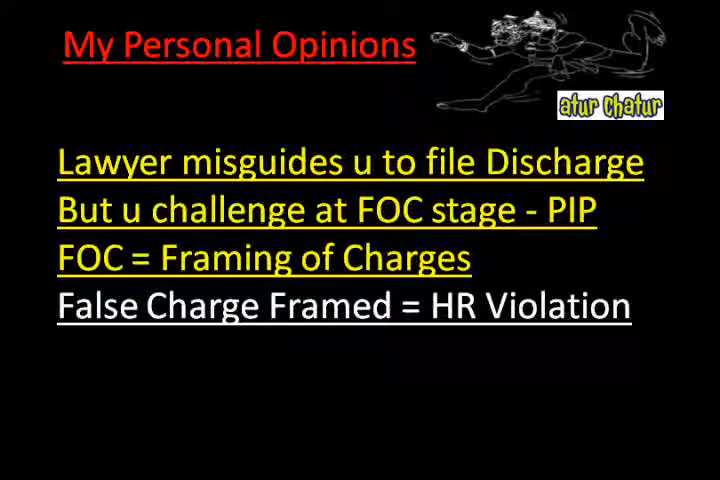 My Personal Opinions
atur chatur
Lawyer misguides u to file Discharge
But u challenge at FOC stage - PIP
FOC = Framing of Charges
False Charge Framed = HR Violation